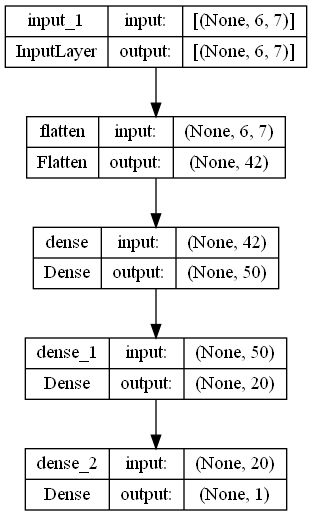 input_1 input: [(None, 6, 7)]
InputLayer output: [(None, 6, 7)]
flatten input: (None, 6, 7)
Flatten output: (None, 42)
dense input: (None, 42)
Dense output: (None, 50)
dense_1 input: (None, 50)
Dense output: (None, 20)
dense_2 input: (None, 20)
Dense output: (None, 1)